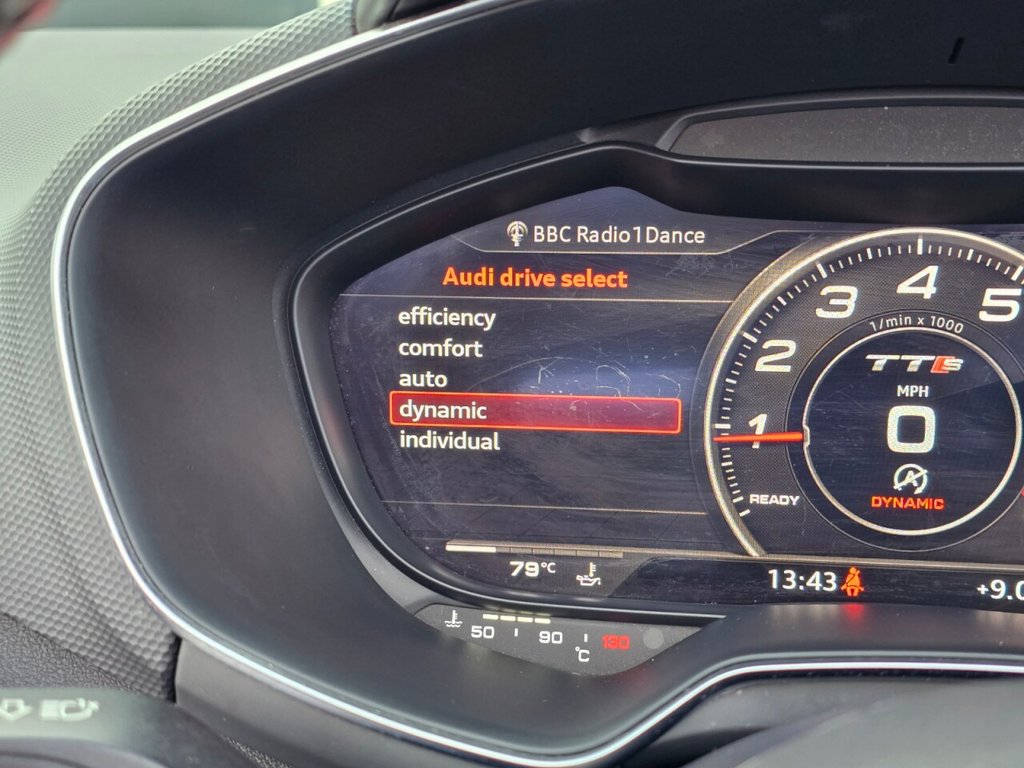 BBC Radio1Dance
Audi drive select
efficiency
comfort
auto
dynamic
individual
1
2
3
4
5
1/min x 1000
TTS
MPH
0
DYNAMIC
READY
79°C
13:43
+9.0
50
90
130
°C